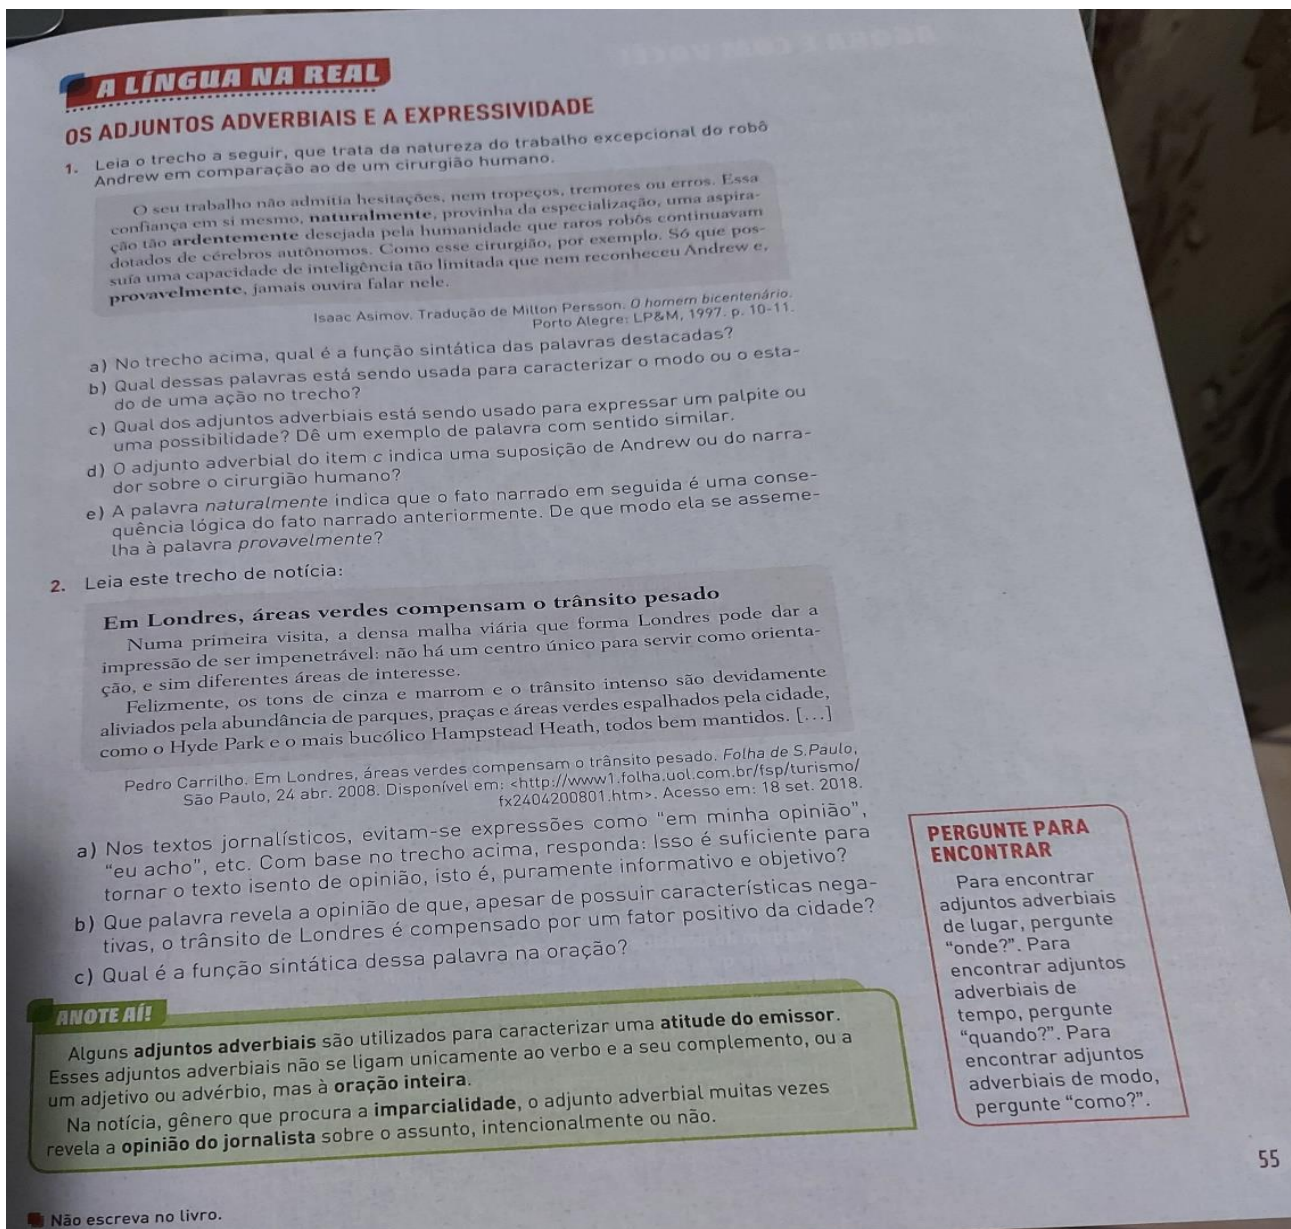 A LÍNGUA NA REAL
OS ADJUNTOS ADVERBIAIS E A EXPRESSIVIDADE
1. Leia o trecho a seguir, que trata da natureza do trabalho excepcional do robô
Andrew em comparação ao de um cirurgião humano.
O seu trabalho não admitia hesitações, nem tropeços, tremores ou erros. Essa
confiança em si mesmo, naturalmente, provinha da especialização, uma aspira-
ção tão ardentemente desejada pela humanidade que raros robôs continuavam
dotados de cérebros autônomos. Como esse cirurgião, por exemplo. Só que pos-
suía uma capacidade de inteligência tão limitada que nem reconheceu Andrew e,
provavelmente, jamais ouvira falar nele.
Isaac Asimov. Tradução de Milton Persson. O homem bicentenário.
Porto Alegre: LP&M, 1997. p. 10-11.
a) No trecho acima, qual é a função sintática das palavras destacadas?
b) Qual dessas palavras está sendo usada para caracterizar o modo ou o esta-
do de uma ação no trecho?
c) Qual dos adjuntos adverbiais está sendo usado para expressar um palpite ou
uma possibilidade? Dê um exemplo de palavra com sentido similar.
d) O adjunto adverbial do item c indica uma suposição de Andrew ou do narra-
dor sobre o cirurgião humano?
e) A palavra naturalmente indica que o fato narrado em seguida é uma conse-
quência lógica do fato narrado anteriormente. De que modo ela se asseme-
lha à palavra provavelmente?
2. Leia este trecho de notícia:
Em Londres, áreas verdes compensam o trânsito pesado
Numa primeira visita, a densa malha viária que forma Londres pode dar a
impressão de ser impenetrável: não há um centro único para servir como orienta-
ção, e sim diferentes áreas de interesse.
Felizmente, os tons de cinza e marrom e o trânsito intenso são devidamente
aliviados pela abundância de parques, praças e áreas verdes espalhados pela cidade,
como o Hyde Park e o mais bucólico Hampstead Heath, todos bem mantidos. [...]
Pedro Carrilho. Em Londres, áreas verdes compensam o trânsito pesado. Folha de S.Paulo,
São Paulo, 24 abr. 2008. Disponível em: <http://www1.folha.uol.com.br/fsp/turismo/
fx2404200801.htm>. Acesso em: 18 set. 2018.
a) Nos textos jornalísticos, evitam-se expressões como "em minha opinião",
"eu acho", etc. Com base no trecho acima, responda: Isso é suficiente para
tornar o texto isento de opinião, isto é, puramente informativo e objetivo?
b) Que palavra revela a opinião de que, apesar de possuir características nega-
tivas, o trânsito de Londres é compensado por um fator positivo da cidade?
c) Qual é a função sintática dessa palavra na oração?
ANOTE AÍ!
Alguns adjuntos adverbiais são utilizados para caracterizar uma atitude do emissor.
Esses adjuntos adverbiais não se ligam unicamente ao verbo e a seu complemento, ou a
um adjetivo ou advérbio, mas à oração inteira.
Na notícia, gênero que procura a imparcialidade, o adjunto adverbial muitas vezes
revela a opinião do jornalista sobre o assunto, intencionalmente ou não.
PERGUNTE PARA
ENCONTRAR
Para encontrar
adjuntos adverbiais
de lugar, pergunte
"onde?". Para
encontrar adjuntos
adverbiais de
tempo, pergunte
"quando?". Para
encontrar adjuntos
adverbiais de modo,
pergunte "como?".
55
Não escreva no livro.